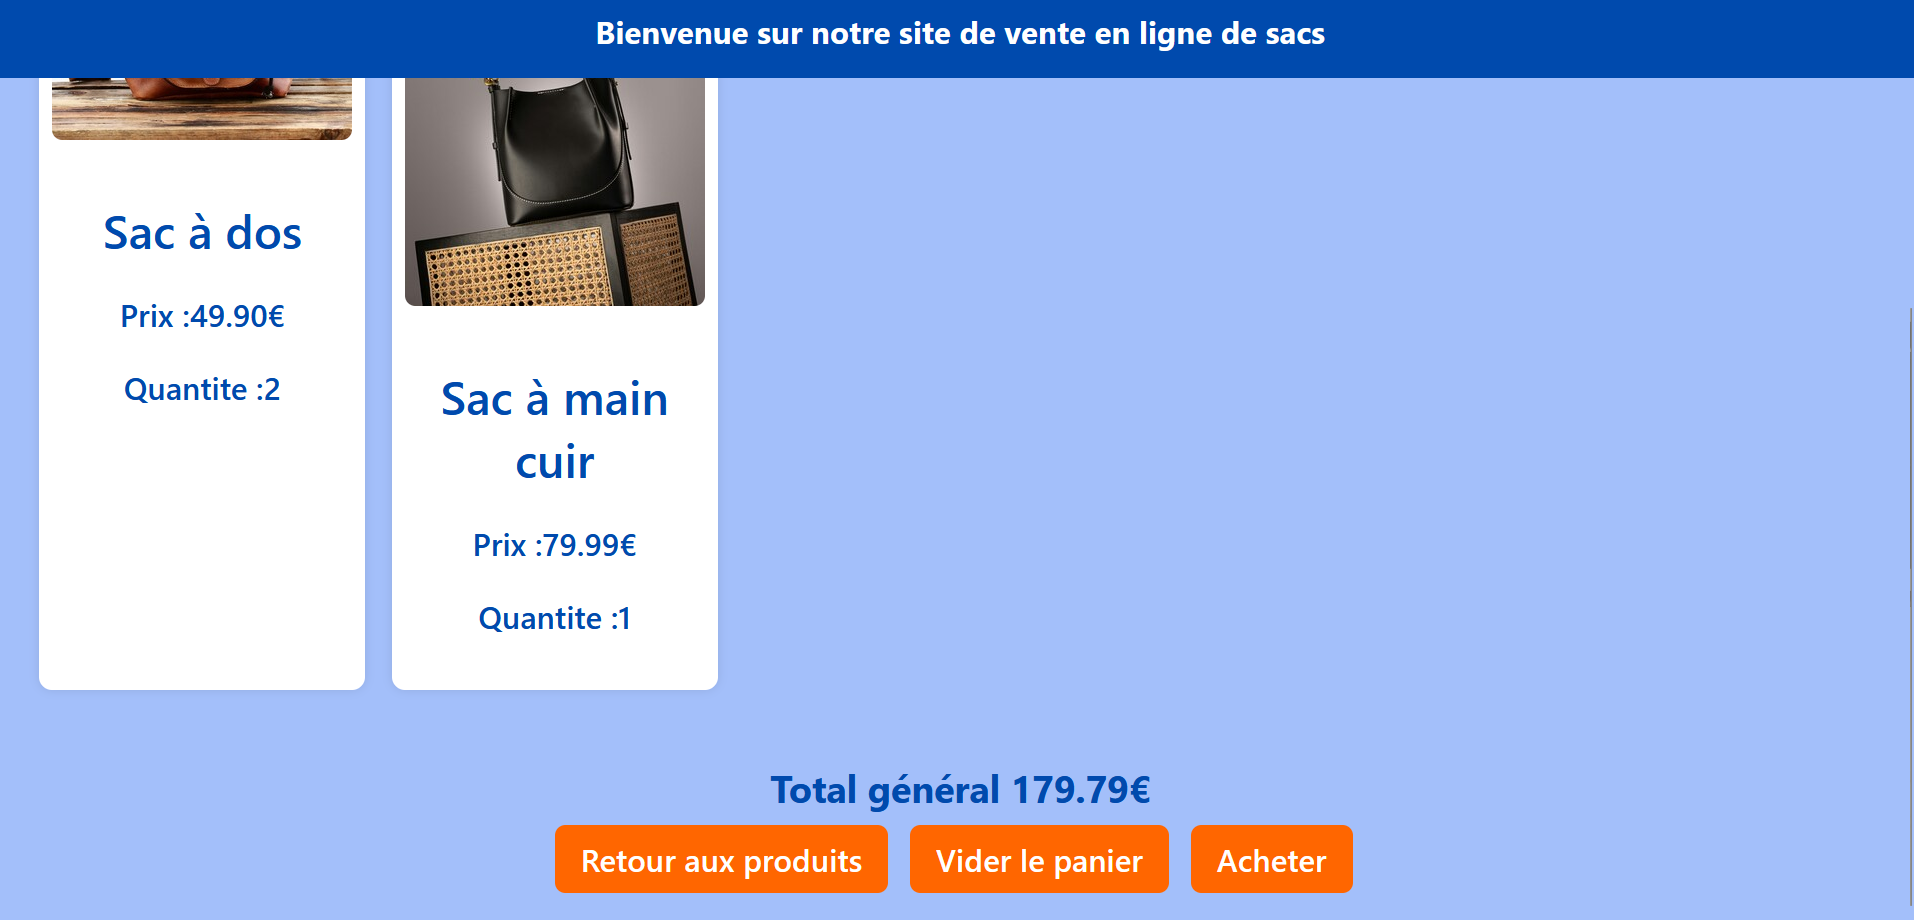 Bienvenue sur notre site de vente en ligne de sacs
Sac à dos
Prix :49.90€
Quantite :2
Sac à main
cuir
Prix :79.99€
Quantite :1
Total général 179.79€
Retour aux produits
Vider le panier
Acheter